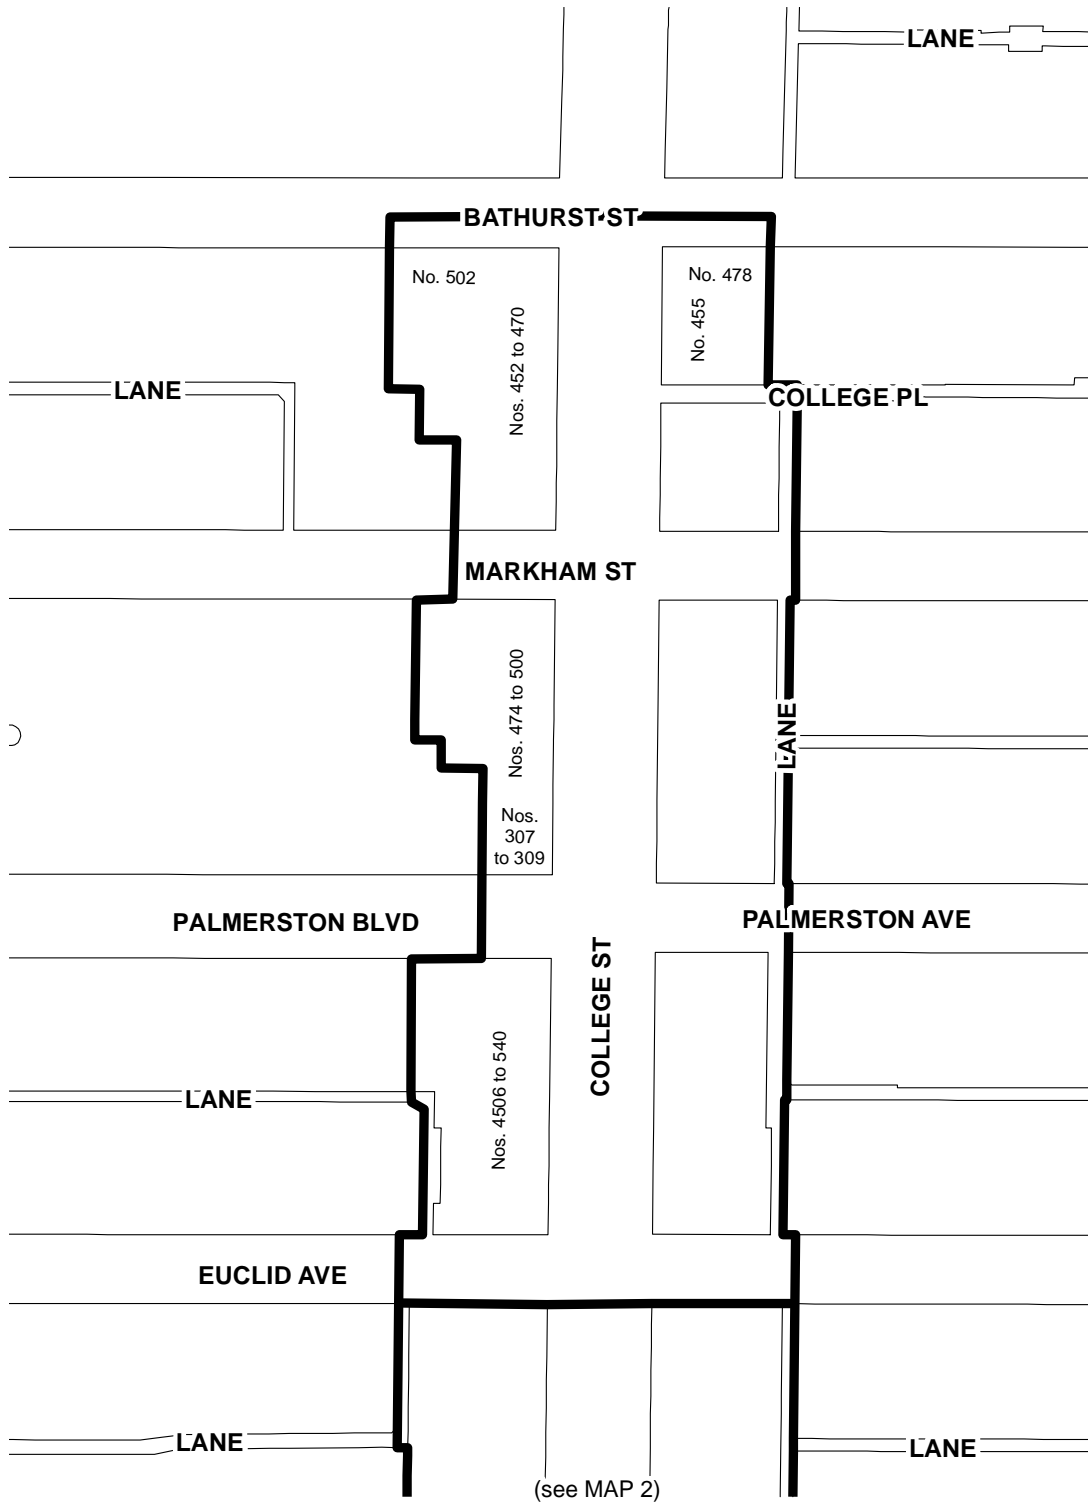 LANE
BATHURST ST
No. 502
No. 478
Nos. 452 to 470
No. 455
LANE
COLLEGE PL
MARKHAM ST
Nos. 474 to 500
LANE
Nos.
307
to 309
PALMERSTON BLVD
PALMERSTON AVE
COLLEGE ST
Nos. 4506 to 540
LANE
EUCLID AVE
LANE
LANE
(see MAP 2)